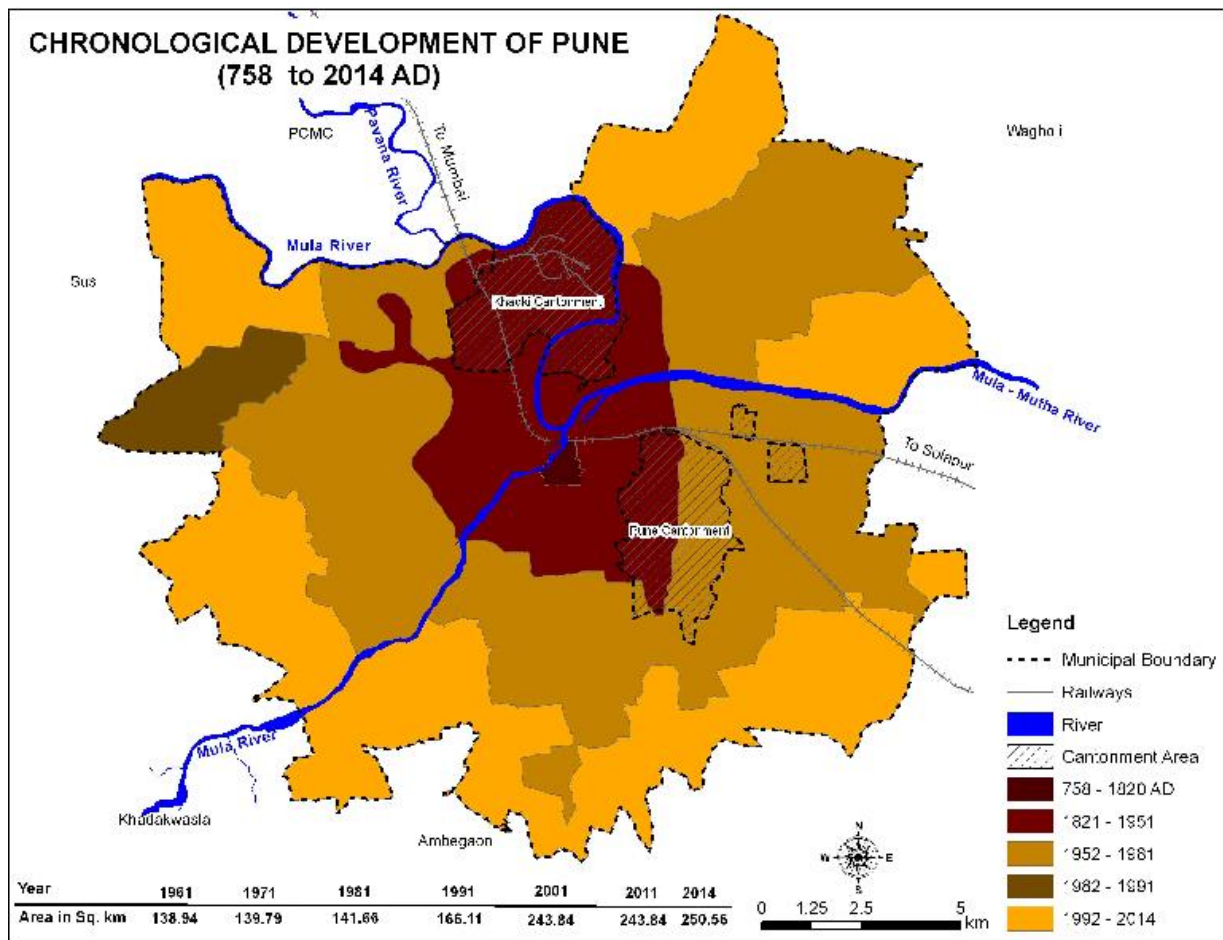 CHRONOLOGICAL DEVELOPMENT OF PUNE
(758 to 2014 AD)
PCMC
Pavana River
To Mumbai
Wagholi
Mula River
Sus
Khadki Cantonment
Mula - Mutha River
To Solapur
Pune Cantonment
Mula River
Khadakwasla
Ambegaon
Legend
Municipal Boundary
Railways
River
Cantonment Area
758 - 1820 AD
1821 - 1951
1952 - 1981
1982 - 1991
1992 - 2014
N
W E
S
Year 1961 1971 1981 1991 2001 2011 2014
Area in Sq. km 138.94 139.79 141.66 166.11 243.84 243.84 250.56
0 1.25 2.5 5
km